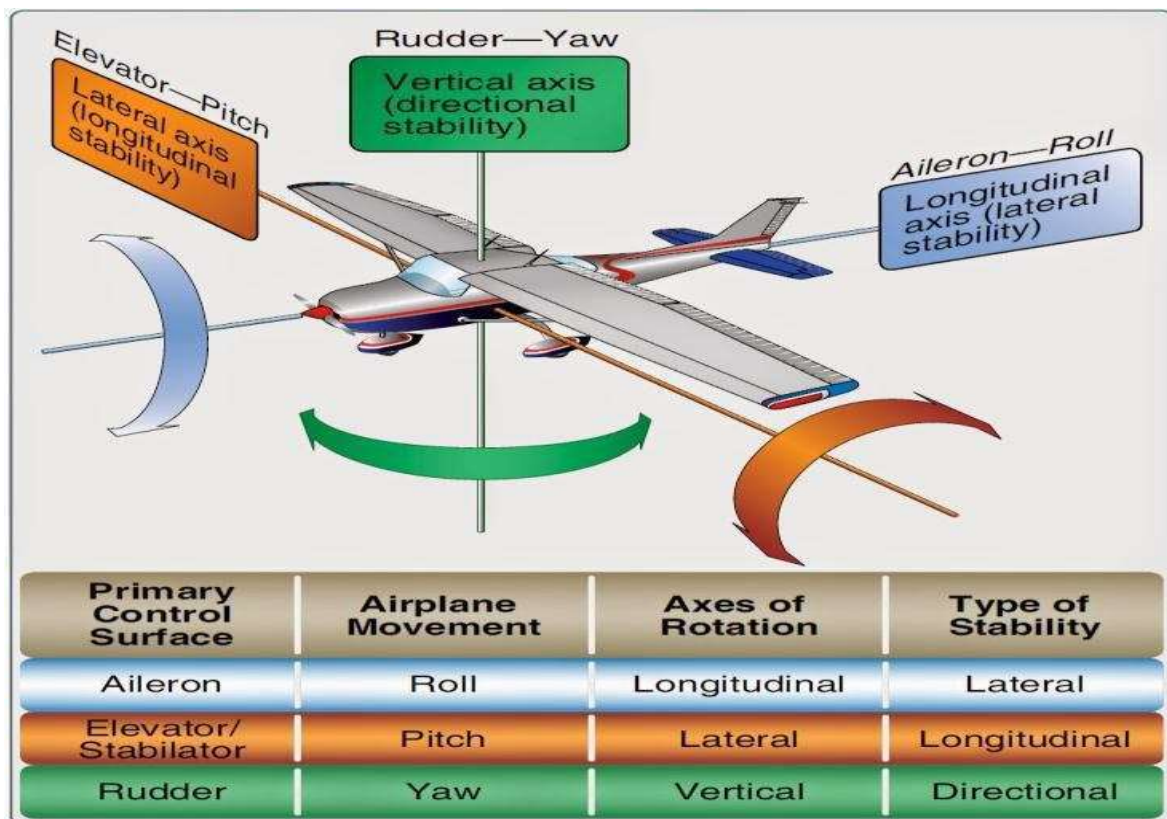 Elevator—Pitch
Lateral axis
(longitudinal
stability)
Rudder—Yaw
Vertical axis
(directional
stability)
Aileron—Roll
Longitudinal
axis (lateral
stability)
Primary
Control
Surface
Airplane
Movement
Axes of
Rotation
Type of
Stability
Aileron
Roll
Longitudinal
Lateral
Elevator/
Stabilator
Pitch
Lateral
Longitudinal
Rudder
Yaw
Vertical
Directional